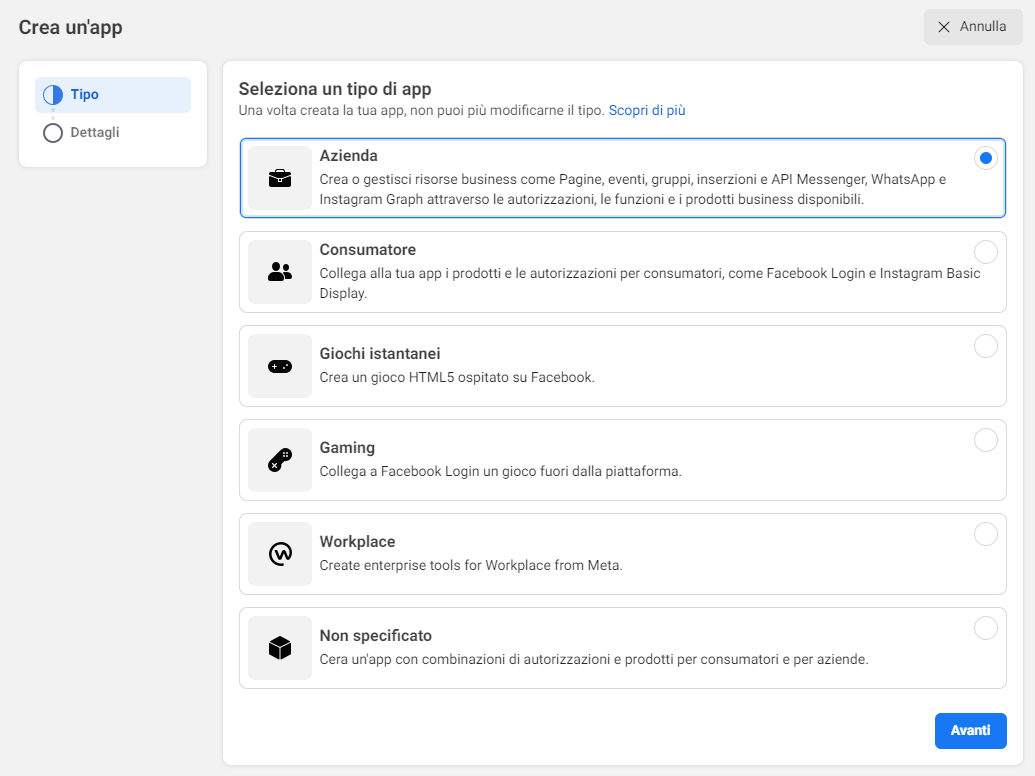 Crea un'app
Annulla
Tipo
Dettagli
Seleziona un tipo di app
Una volta creata la tua app, non puoi più modificarne il tipo. Scopri di più
Azienda
Crea o gestisci risorse business come Pagine, eventi, gruppi, inserzioni e API Messenger, WhatsApp e
Instagram Graph attraverso le autorizzazioni, le funzioni e i prodotti business disponibili.
Consumatore
Collega alla tua app i prodotti e le autorizzazioni per consumatori, come Facebook Login e Instagram Basic
Display.
Giochi istantanei
Crea un gioco HTML5 ospitato su Facebook.
Gaming
Collega a Facebook Login un gioco fuori dalla piattaforma.
Workplace
Create enterprise tools for Workplace from Meta.
Non specificato
Cera un'app con combinazioni di autorizzazioni e prodotti per consumatori e per aziende.
Avanti